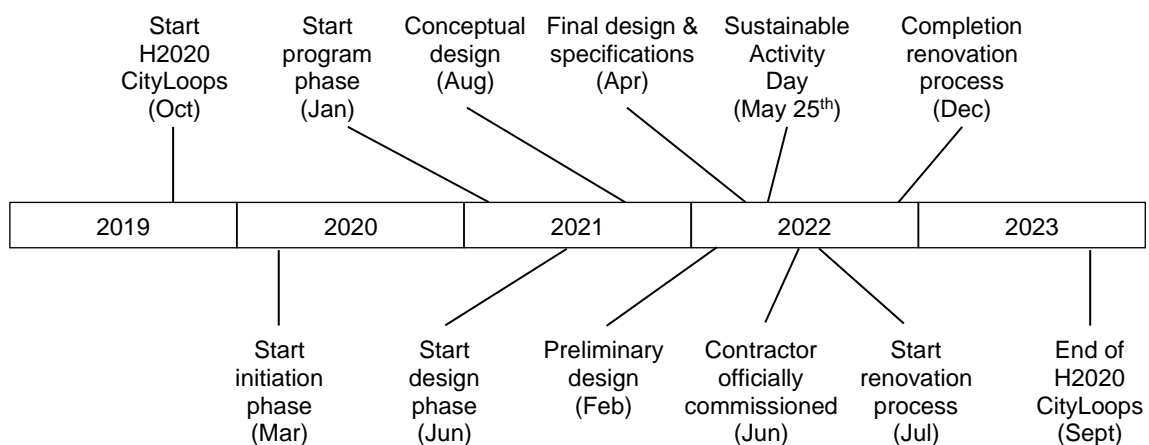 Start
H2020
CityLoops
(Oct)
Start
program
phase
(Jan)
Conceptual
design
(Aug)
Final design &
specifications
(Apr)
Sustainable
Activity
Day
(May 25th)
Completion
renovation
process
(Dec)
2019
2020
2021
2022
2023
Start
initiation
phase
(Mar)
Start
design
phase
(Jun)
Preliminary
design
(Feb)
Contractor
officially
commissioned
(Jun)
Start
renovation
process
(Jul)
End of
H2020
CityLoops
(Sept)